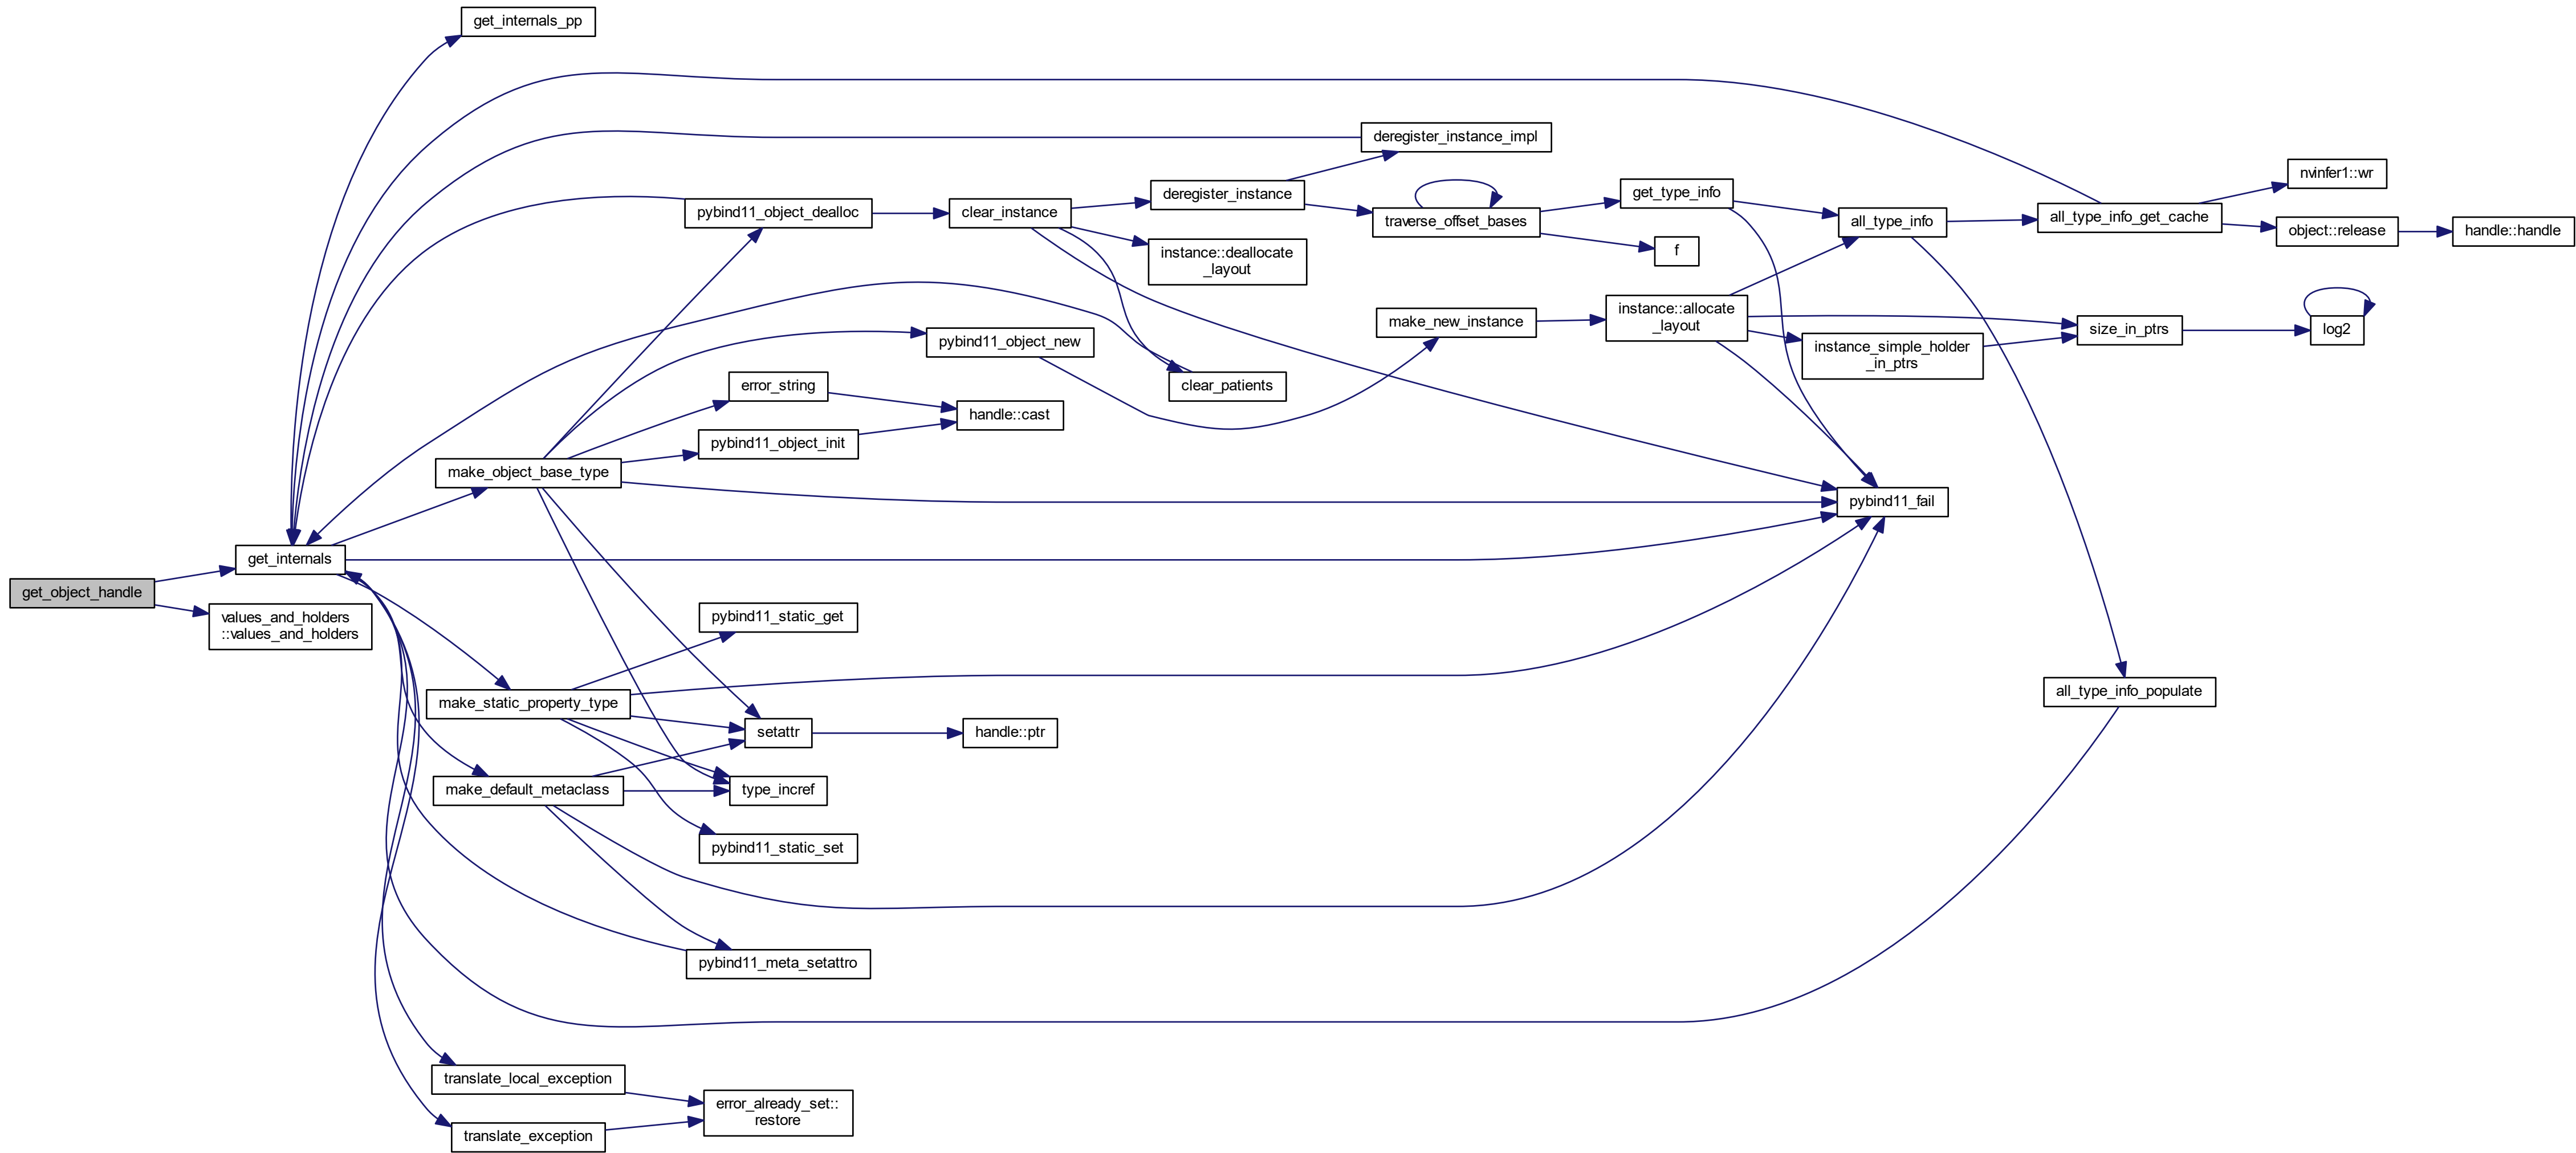 get_internals_pp
deregister_instance_impl
nvinfer1::wr
deregister_instance
get_type_info
pybind11_object_dealloc
clear_instance
traverse_offset_bases
all_type_info
all_type_info_get_cache
object::release
handle::handle
f
instance::deallocate
_layout
instance::allocate
_layout
make_new_instance
size_in_ptrs
log2
pybind11_object_new
instance_simple_holder
_in_ptrs
error_string
clear_patients
handle::cast
pybind11_object_init
make_object_base_type
pybind11_fail
get_internals
get_object_handle
values_and_holders
::values_and_holders
pybind11_static_get
make_static_property_type
all_type_info_populate
setattr
handle::ptr
make_default_metaclass
type_incref
pybind11_static_set
pybind11_meta_setattro
translate_local_exception
error_already_set::
restore
translate_exception